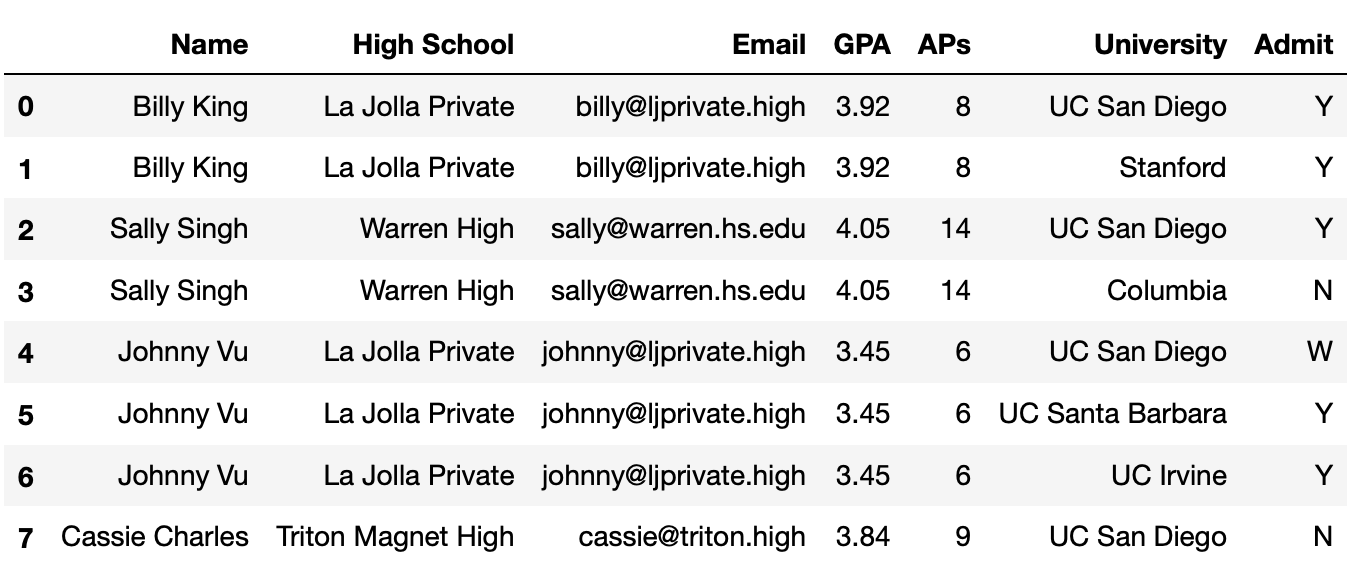 Name High School Email GPA APs University Admit
0 Billy King La Jolla Private billy@ljprivate.high 3.92 8 UC San Diego Y
1 Billy King La Jolla Private billy@ljprivate.high 3.92 8 Stanford Y
2 Sally Singh Warren High sally@warren.hs.edu 4.05 14 UC San Diego Y
3 Sally Singh Warren High sally@warren.hs.edu 4.05 14 Columbia N
4 Johnny Vu La Jolla Private johnny@ljprivate.high 3.45 6 UC San Diego W
5 Johnny Vu La Jolla Private johnny@ljprivate.high 3.45 6 UC Santa Barbara Y
6 Johnny Vu La Jolla Private johnny@ljprivate.high 3.45 6 UC Irvine Y
7 Cassie Charles Triton Magnet High cassie@triton.high 3.84 9 UC San Diego N